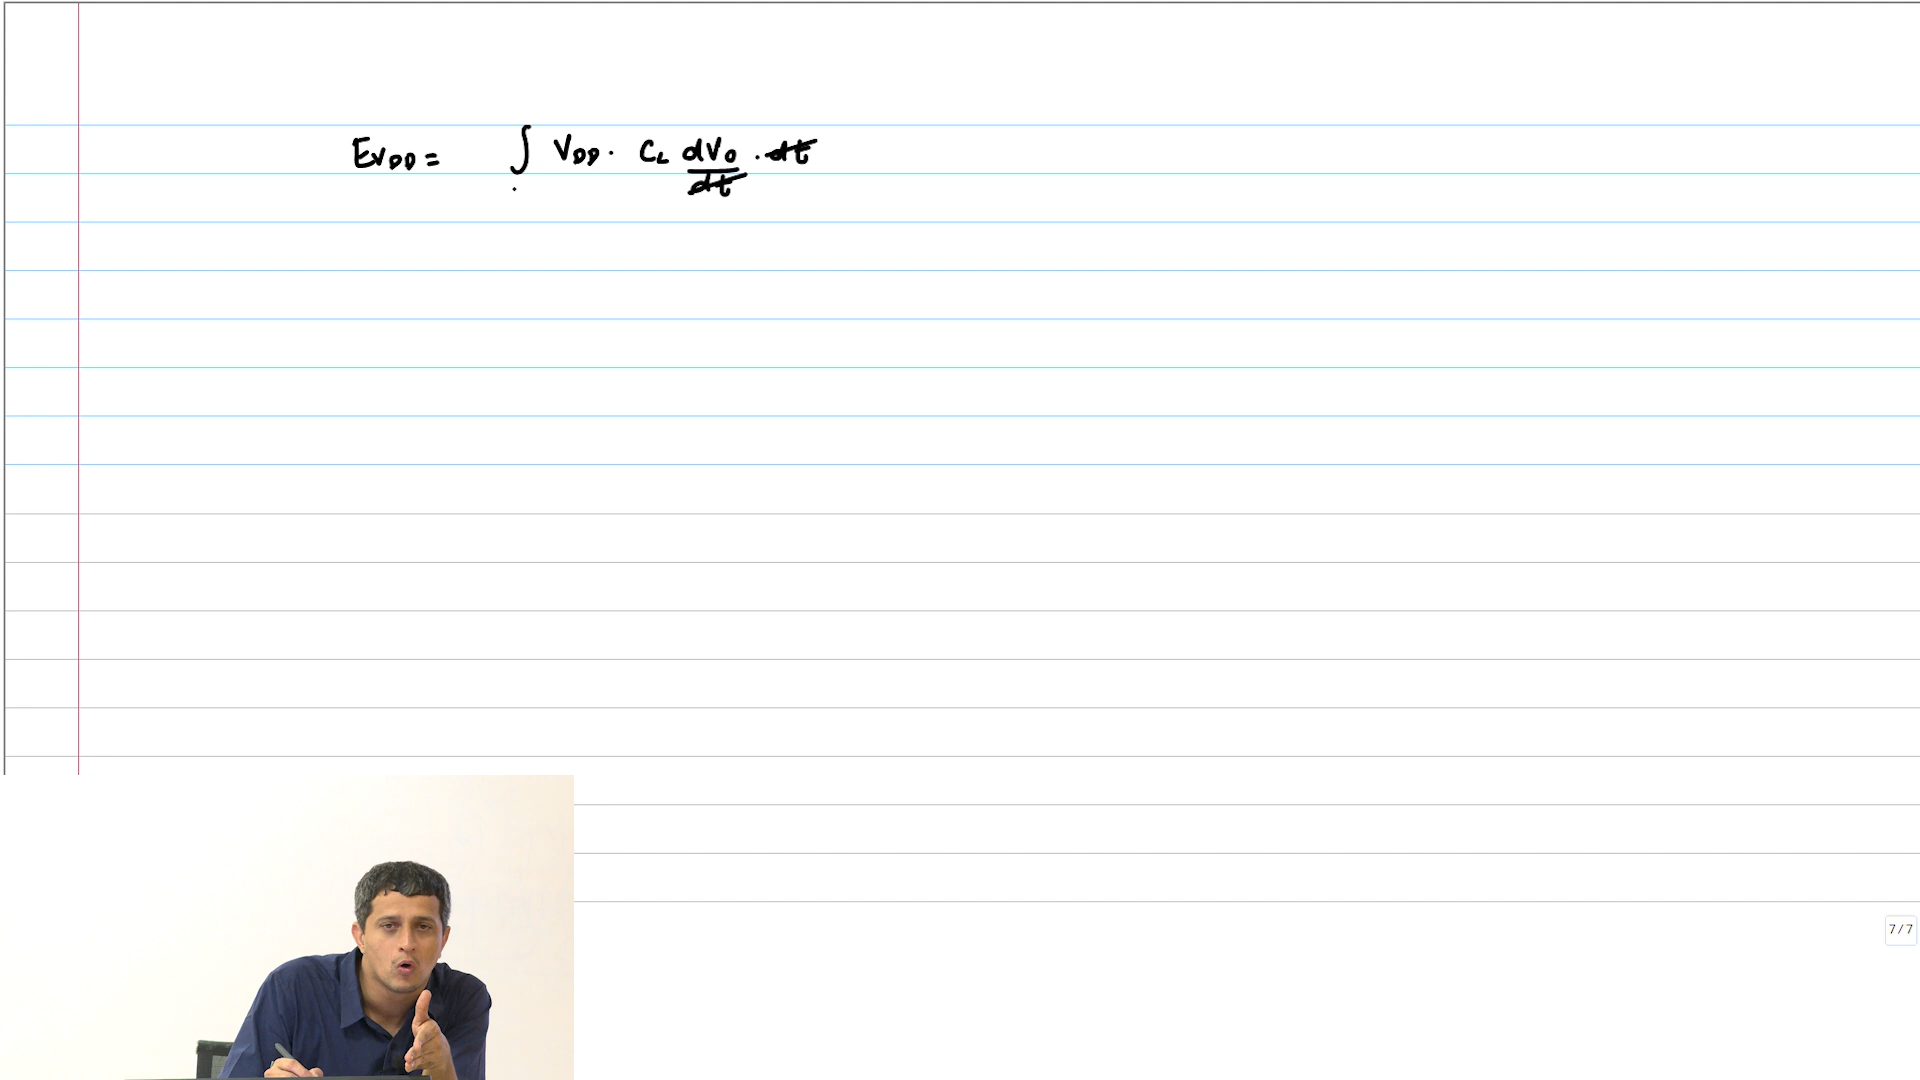 EVDD = ∫ VDD · CL dVo/dt · dt
7/7